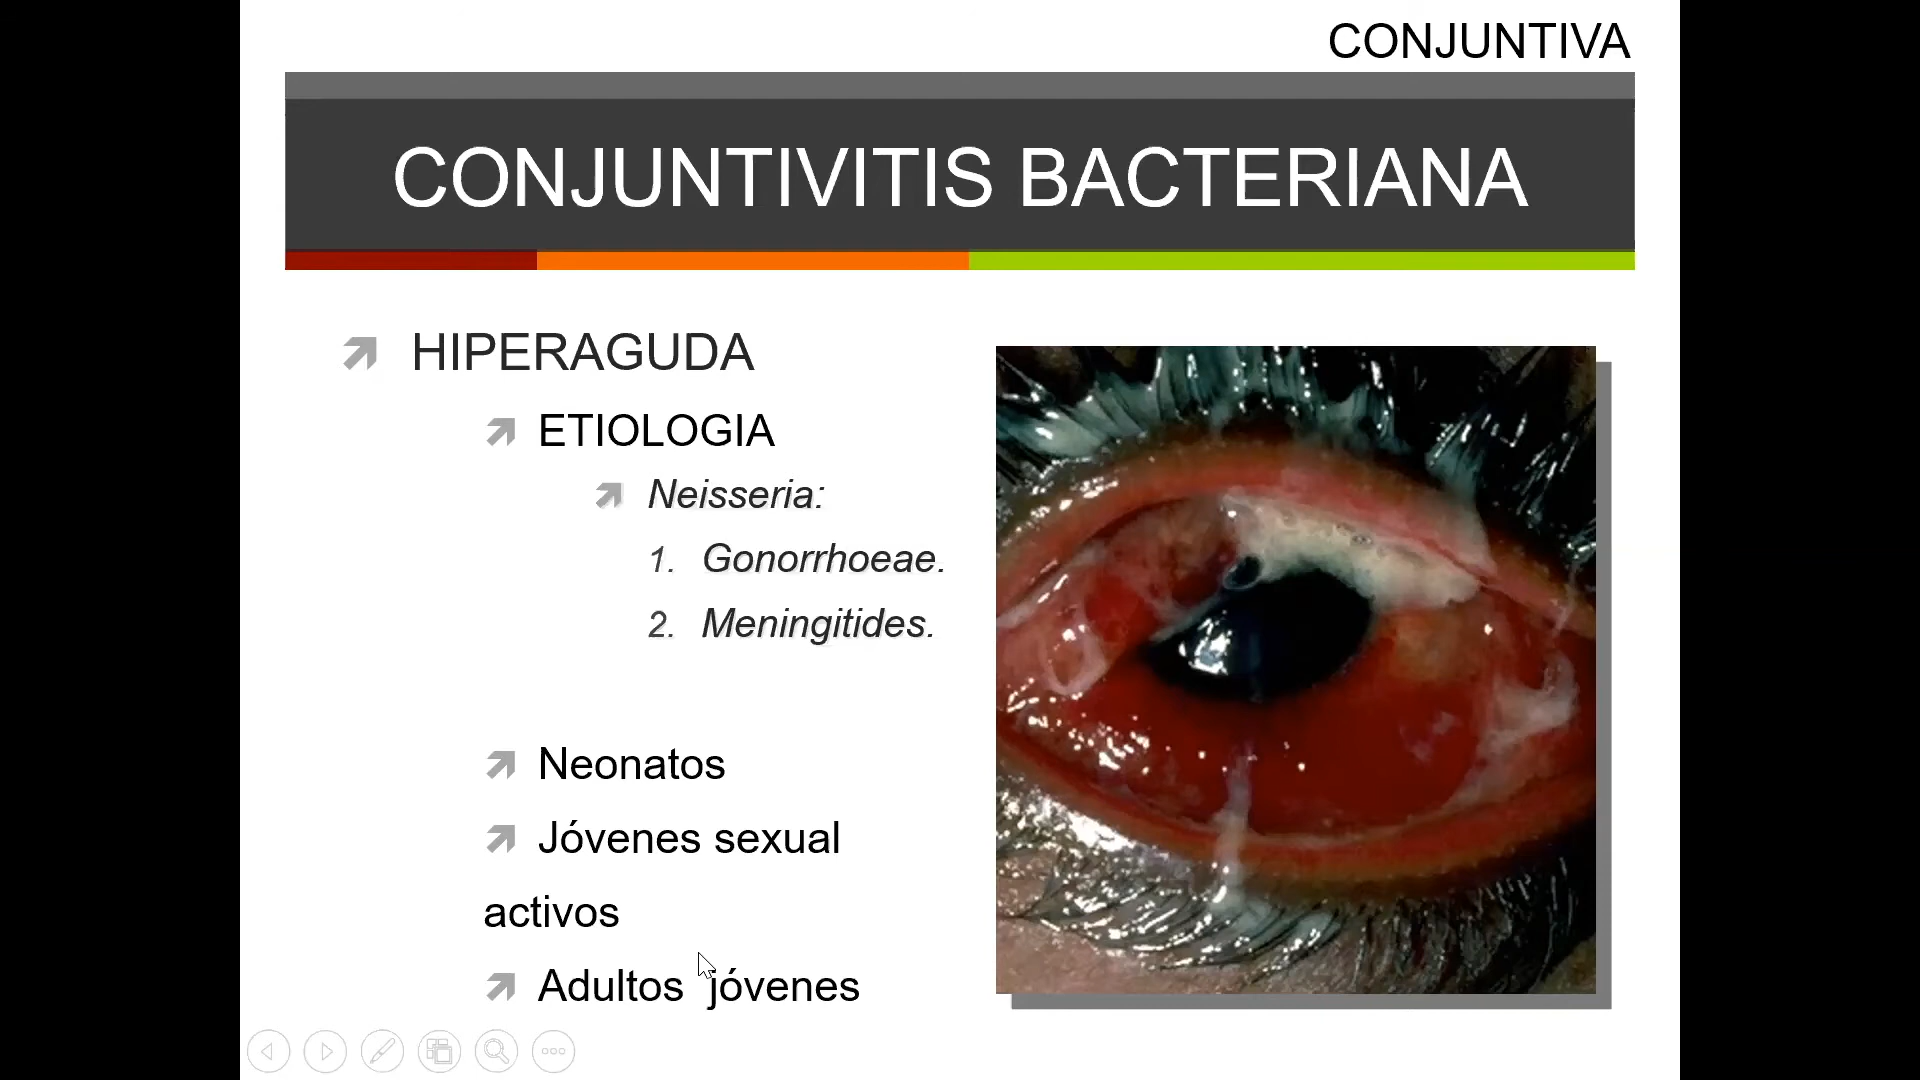 CONJUNTIVA
CONJUNTIVITIS BACTERIANA
HIPERAGUDA
ETIOLOGIA
Neisseria:
1. Gonorrhoeae.
2. Meningitides.
Neonatos
Jóvenes sexual
activos
Adultos jóvenes